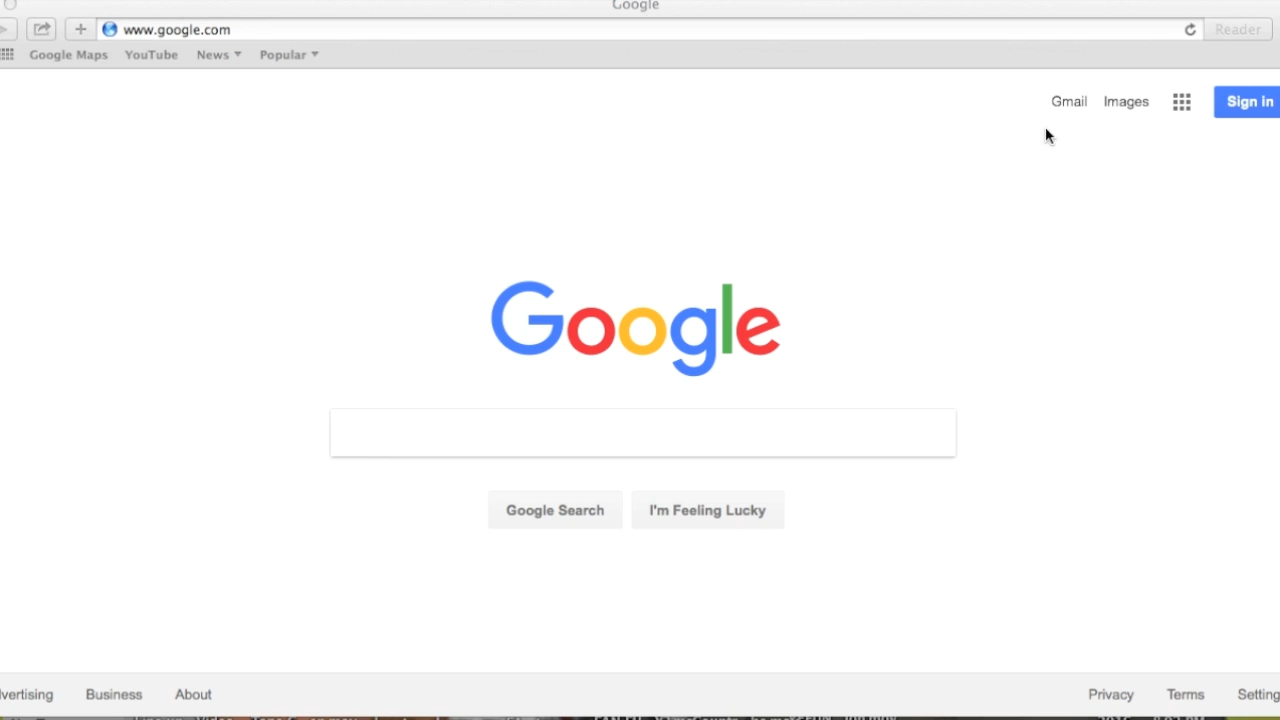 Google
www.google.com Reader
Google Maps YouTube News Popular
Gmail Images Sign in
Google
Google Search I'm Feeling Lucky
vertising Business About Privacy Terms Setting